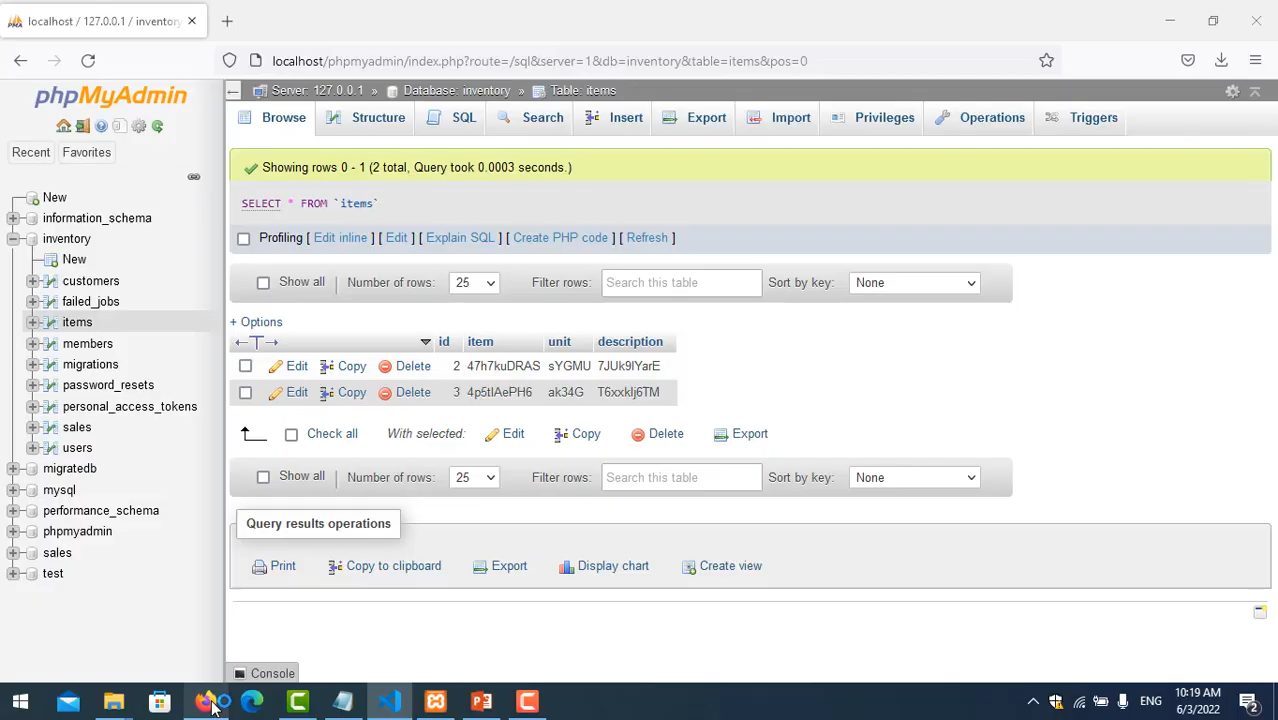 localhost / 127.0.0.1 / inventory
localhost/phpmyadmin/index.php?route=/sql&server=1&db=inventory&table=items&pos=0
phpMyAdmin
Recent Favorites
New
information_schema
inventory
New
customers
failed_jobs
items
members
migrations
password_resets
personal_access_tokens
sales
users
migratedb
mysql
performance_schema
phpmyadmin
sales
test
Server: 127.0.0.1 » Database: inventory » Table: items
Browse Structure SQL Search Insert Export Import Privileges Operations Triggers
Showing rows 0 - 1 (2 total, Query took 0.0003 seconds.)
SELECT * FROM `items`
Profiling [ Edit inline ] [ Edit ] [ Explain SQL ] [ Create PHP code ] [ Refresh ]
Show all Number of rows: 25 Filter rows: Search this table Sort by key: None
+ Options
←T→ id item unit description
Edit Copy Delete 2 47h7kuDRAS sYGMU 7JUk9lYarE
Edit Copy Delete 3 4p5tIAePH6 ak34G T6xxklj6TM
Check all With selected: Edit Copy Delete Export
Show all Number of rows: 25 Filter rows: Search this table Sort by key: None
Query results operations
Print Copy to clipboard Export Display chart Create view
Console
ENG 10:19 AM
6/3/2022
2